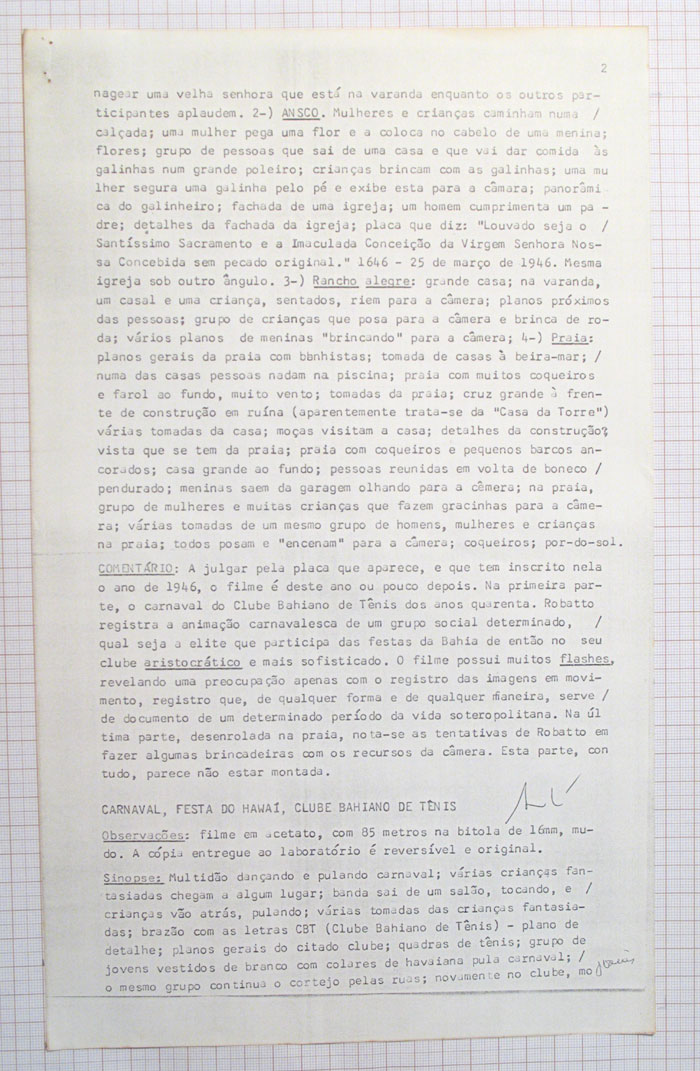 2
nagear uma velha senhora que está na varanda enquanto os outros par-
ticipantes aplaudem. 2-) ANSCO. Mulheres e crianças caminham numa /
calçada; uma mulher pega uma flor e a coloca no cabelo de uma menina;
flores; grupo de pessoas que sai de uma casa e que vai dar comida às
galinhas num grande poleiro; crianças brincam com as galinhas; uma mu
lher segura uma galinha pelo pé e exibe esta para a câmara; panorâmi
ca do galinheiro; fachada de uma igreja; um homem cumprimenta um pa -
dre; detalhes da fachada da igreja; placa que diz: "Louvado seja o /
Santíssimo Sacramento e a Imaculada Conceição da Virgem Senhora Nos-
sa Concebida sem pecado original." 1646 - 25 de março de 1946. Mesma
igreja sob outro ângulo. 3-) Rancho alegre: grande casa; na varanda,
um casal e uma criança, sentados, riem para a câmera; planos próximos
das pessoas; grupo de crianças que posa para a câmera e brinca de ro-
da; vários planos de meninas "brincando" para a câmera; 4-) Praia:
planos gerais da praia com bbnhistas; tomada de casas à beira-mar; /
numa das casas pessoas nadam na piscina; praia com muitos coqueiros
e farol ao fundo, muito vento; tomadas da praia; cruz grande à fren-
te de construção em ruína (aparentemente trata-se da "Casa da Torre")
várias tomadas da casa; moças visitam a casa; detalhes da construção;
vista que se tem da praia; praia com coqueiros e pequenos barcos an-
corados; casa grande ao fundo; pessoas reunidas em volta de boneco /
pendurado; meninas saem da garagem olhando para a cêmera; na praia,
grupo de mulheres e muitas crianças que fazem gracinhas para a câme-
ra; várias tomadas de um mesmo grupo de homens, mulheres e crianças
na praia; todos posam e "encenam" para a câmera; coqueiros; por-do-sol.
COMENTÁRIO: A julgar pela placa que aparece, e que tem inscrito nela
o ano de 1946, o filme é deste ano ou pouco depois. Na primeira par-
te, o carnaval do Clube Bahiano de Tênis dos anos quarenta. Robatto
registra a animação carnavalesca de um grupo social determinado, /
qual seja a elite que participa das festas da Bahia de então no seu
clube aristocrático e mais sofisticado. O filme possui muitos flashes,
revelando uma preocupação apenas com o registro das imagens em movi-
mento, registro que, de qualquer forma e de qualquer maneira, serve /
de documento de um determinado período da vida soteropolitana. Na úl
tima parte, desenrolada na praia, nota-se as tentativas de Robatto em
fazer algumas brincadeiras com os recursos da câmera. Esta parte, con
tudo, parece não estar montada.
CARNAVAL, FESTA DO HAWAÍ, CLUBE BAHIANO DE TÊNIS
Observações: filme em acetato, com 85 metros na bitola de 16mm, mu-
do. A cópia entregue ao laboratório é reversível e original.
Sinopse: Multidão dançando e pulando carnaval; várias crianças fan-
tasiadas chegam a algum lugar; banda sai de um salão, tocando, e /
crianças vão atrás, pulando; várias tomadas das crianças fantasia-
das; brazão com as letras CBT (Clube Bahiano de Tênis) - plano de
detalhe; planos gerais do citado clube; quadras de tênis; grupo de
jovens vestidos de branco com colares de havaiana pula carnaval; /
o mesmo grupo continua o cortejo pelas ruas; novamente no clube, mo